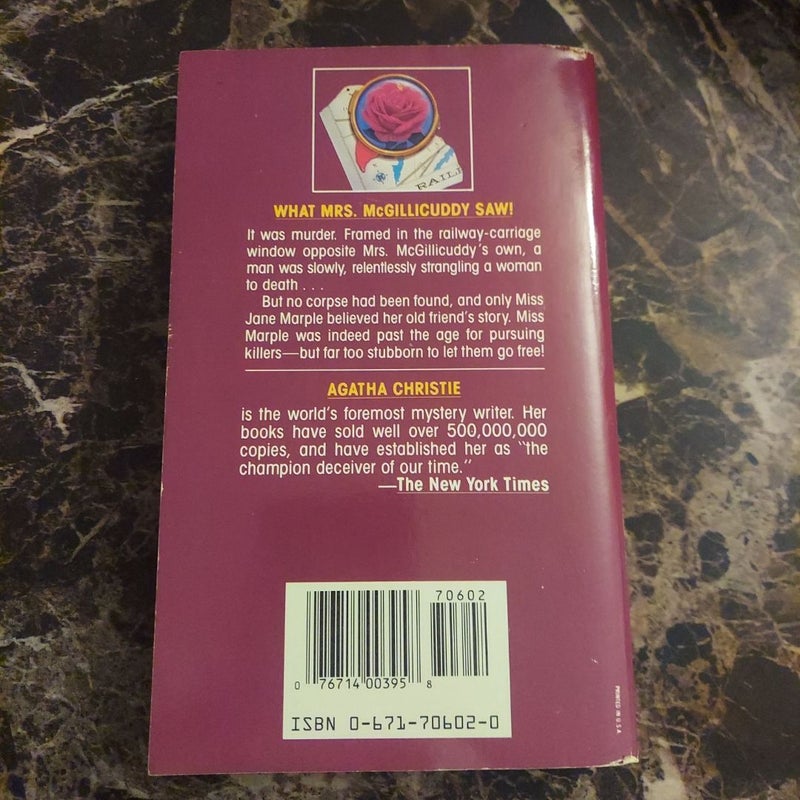 RAIL
WHAT MRS. McGILLICUDDY SAW!
It was murder. Framed in the railway-carriage
window opposite Mrs. McGillicuddy's own, a
man was slowly, relentlessly strangling a woman
to death . . .
But no corpse had been found, and only Miss
Jane Marple believed her old friend's story. Miss
Marple was indeed past the age for pursuing
killers—but far too stubborn to let them go free!
AGATHA CHRISTIE
is the world's foremost mystery writer. Her
books have sold well over 500,000,000
copies, and have established her as "the
champion deceiver of our time."
—The New York Times
70602
0 76714 00395 8
ISBN 0-671-70602-0
PRINTED IN U.S.A.